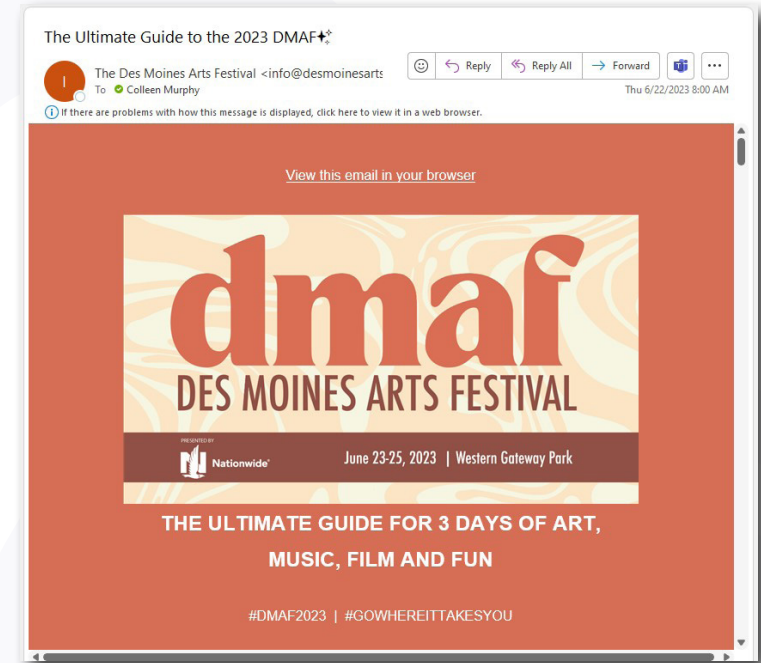 The Ultimate Guide to the 2023 DMAF
I
The Des Moines Arts Festival <info@desmoinesarts
Reply
Reply All
Forward
To Colleen Murphy
Thu 6/22/2023 8:00 AM
If there are problems with how this message is displayed, click here to view it in a web browser.
View this email in your browser
dmaf
DES MOINES ARTS FESTIVAL
PRESENTED BY
Nationwide®
June 23-25, 2023 | Western Gateway Park
THE ULTIMATE GUIDE FOR 3 DAYS OF ART,
MUSIC, FILM AND FUN
#DMAF2023 | #GOWHEREITTAKESYOU